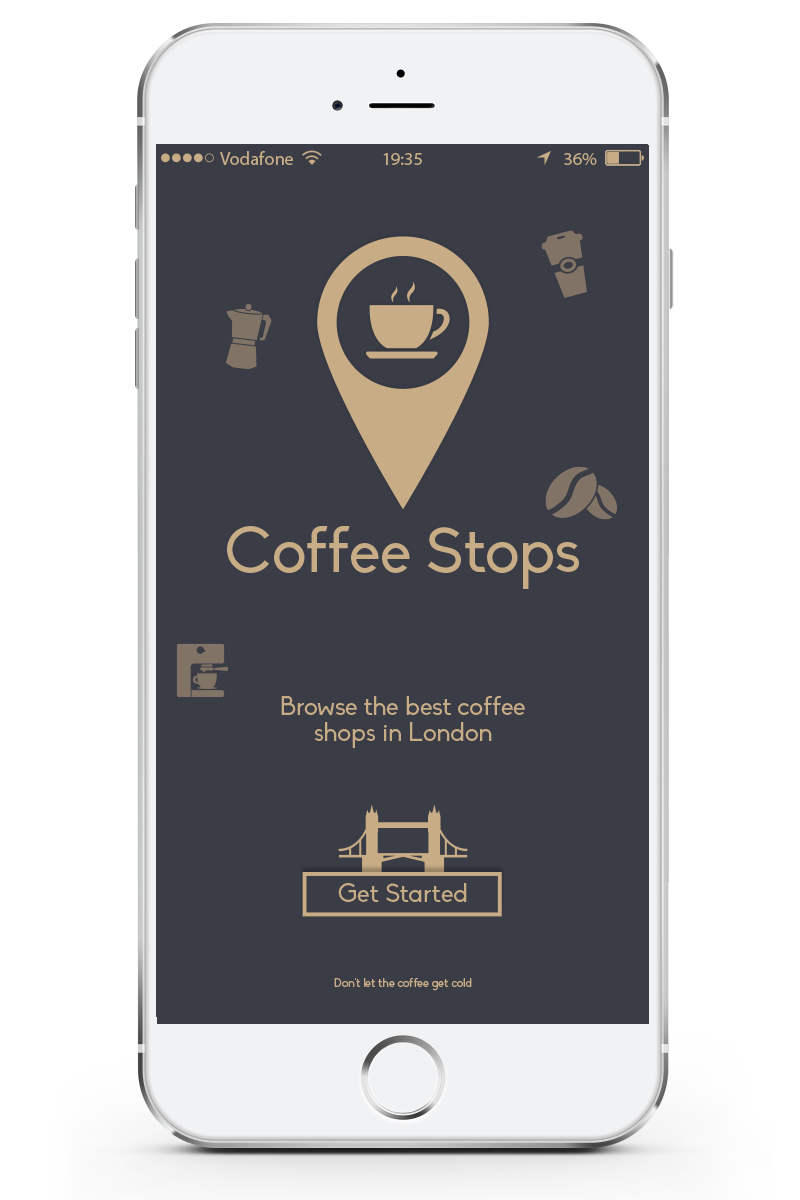 Vodafone 19:35 36%
Coffee Stops
Browse the best coffee
shops in London
Get Started
Don't let the coffee get cold